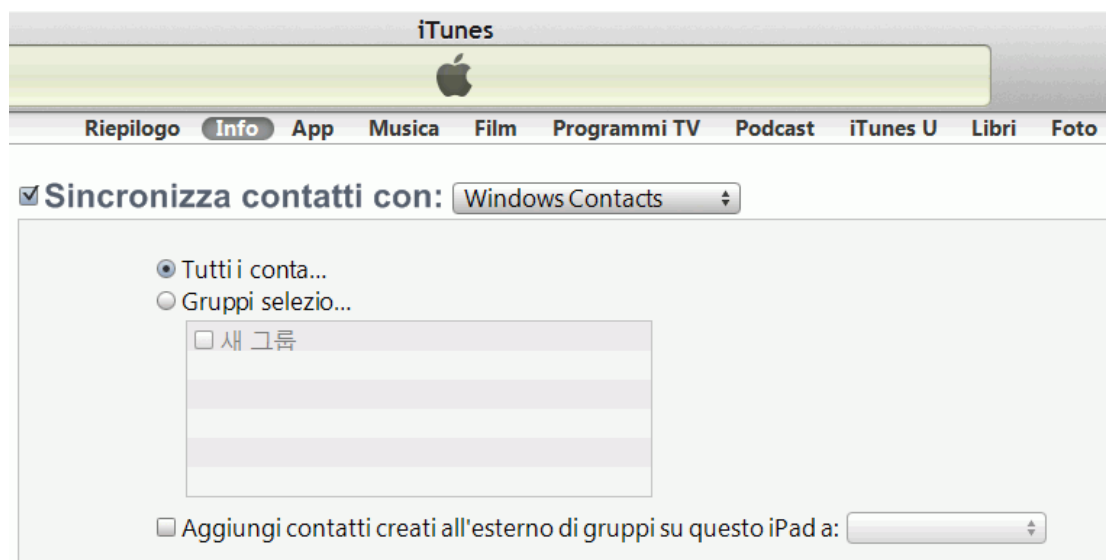 iTunes
Riepilogo Info App Musica Film Programmi TV Podcast iTunes U Libri Foto
Sincronizza contatti con: Windows Contacts
Tutti i conta...
Gruppi selezio...
새 그룹
Aggiungi contatti creati all'esterno di gruppi su questo iPad a: